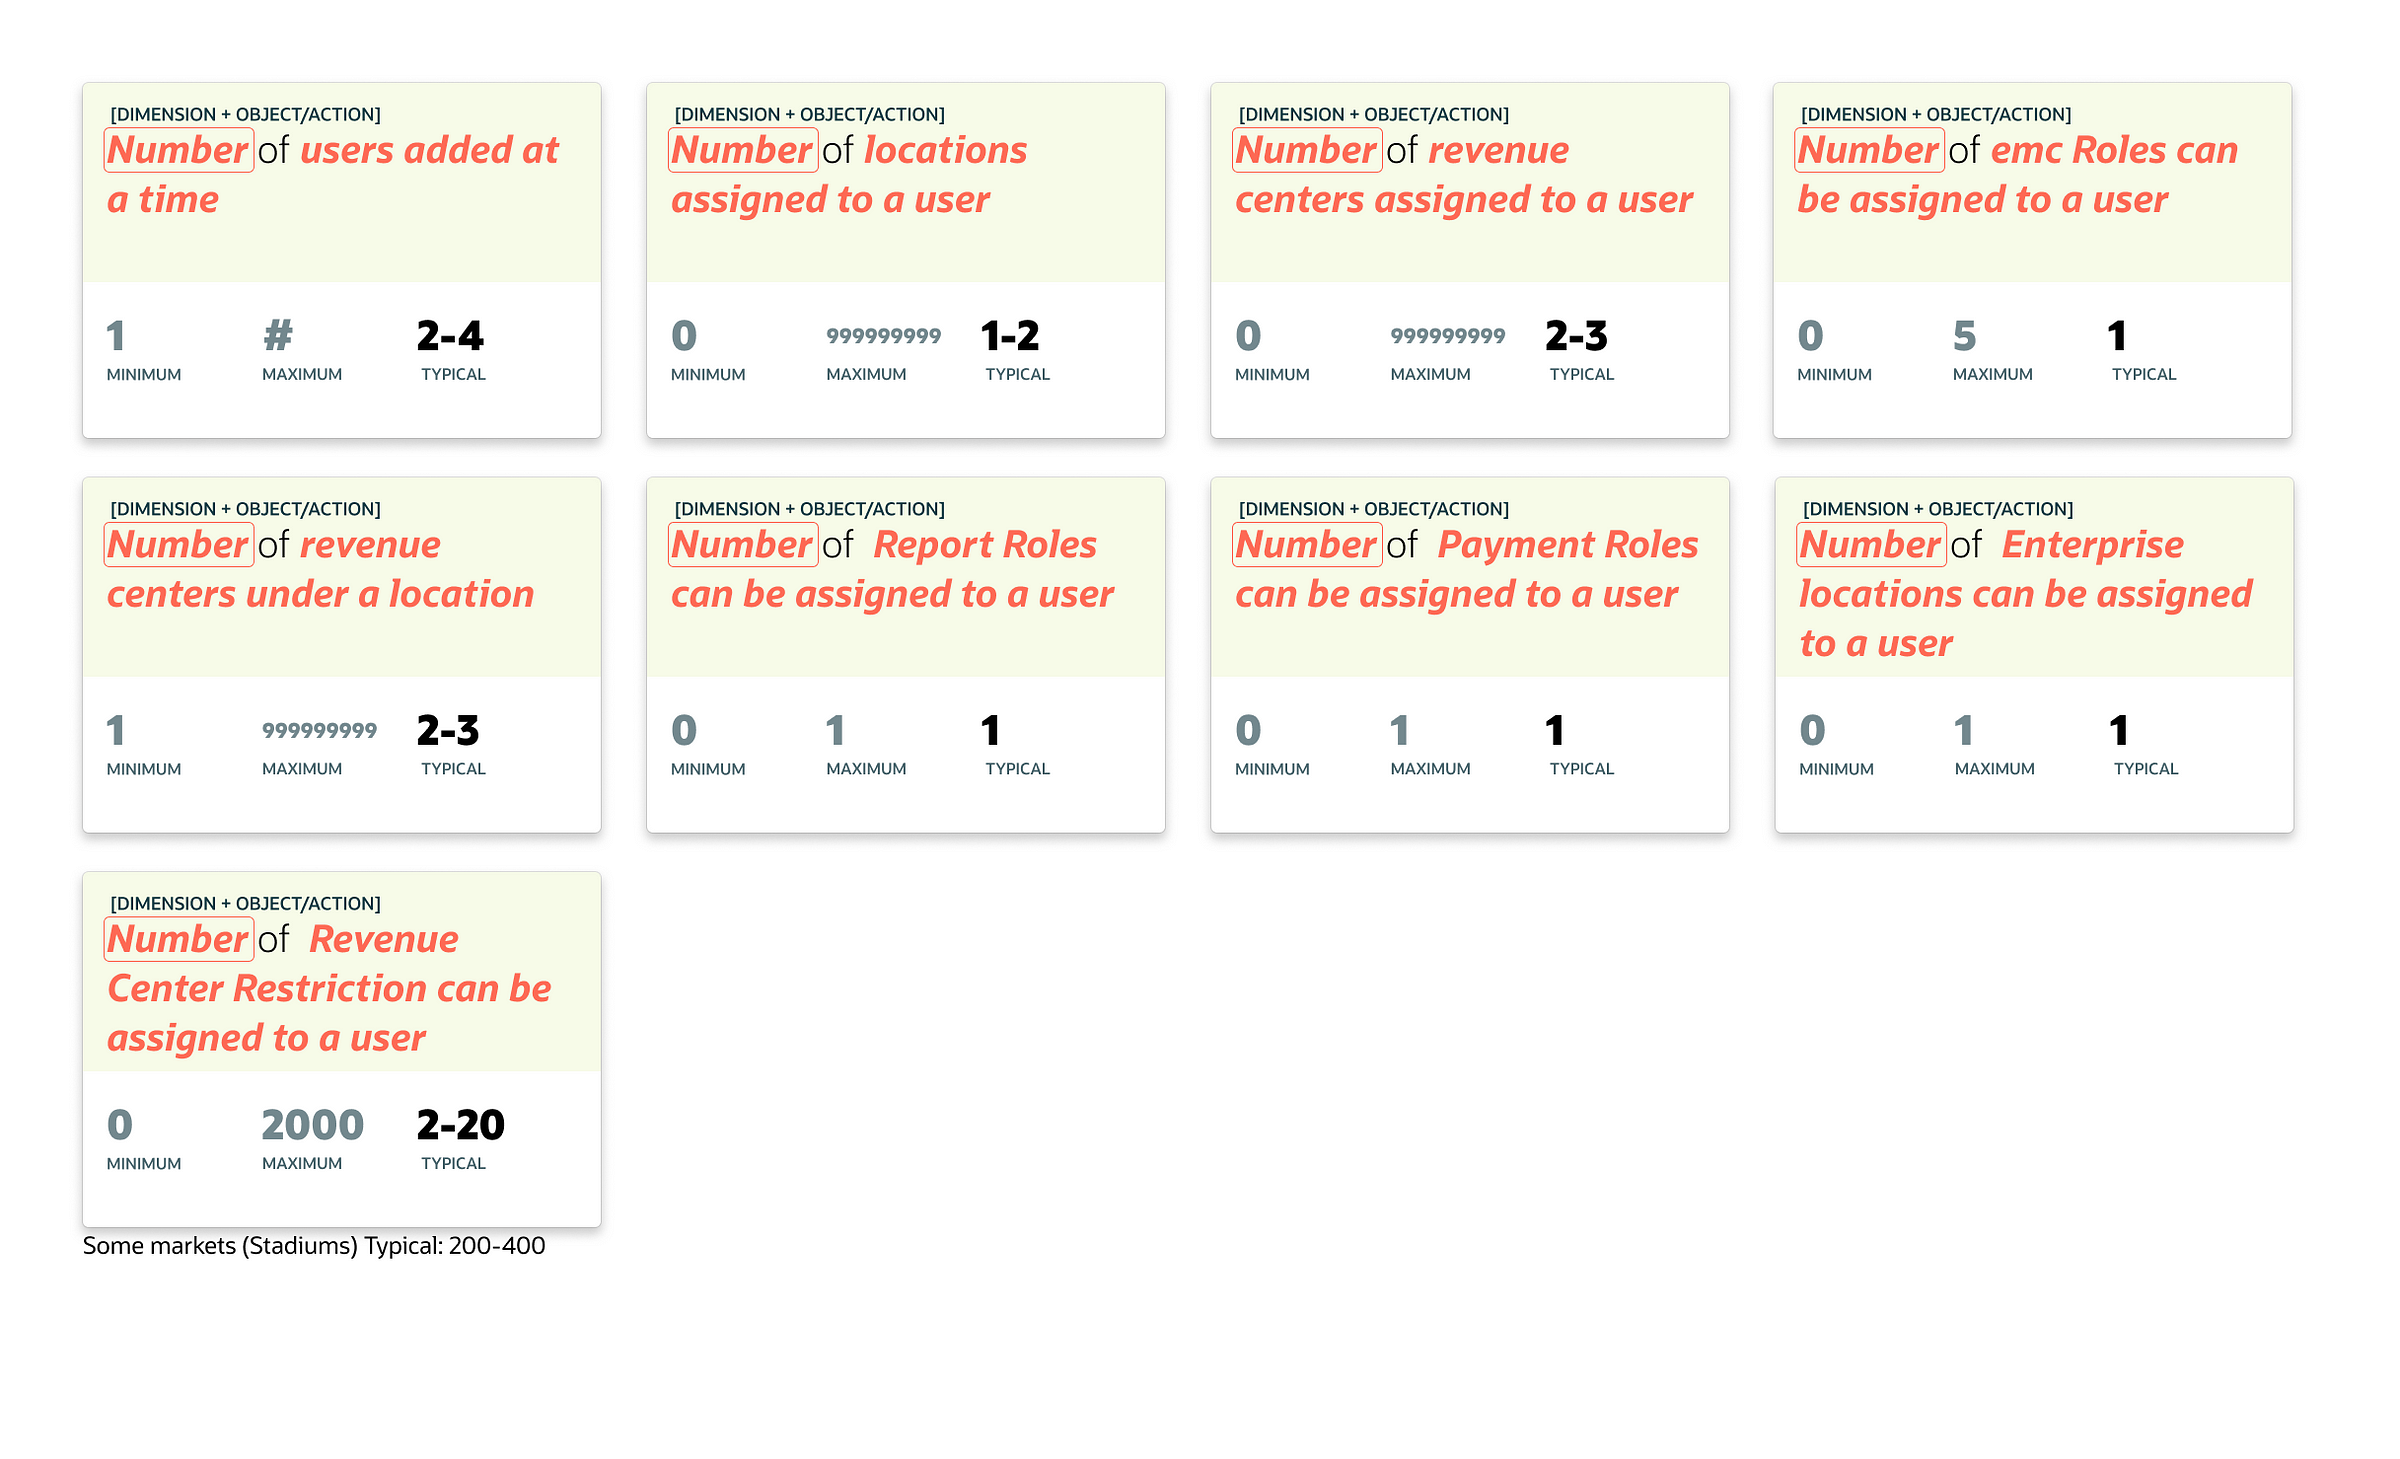 [DIMENSION + OBJECT/ACTION]
Number of users added at
a time
1 # 2-4
MINIMUM MAXIMUM TYPICAL
[DIMENSION + OBJECT/ACTION]
Number of locations
assigned to a user
0 999999999 1-2
MINIMUM MAXIMUM TYPICAL
[DIMENSION + OBJECT/ACTION]
Number of revenue
centers assigned to a user
0 999999999 2-3
MINIMUM MAXIMUM TYPICAL
[DIMENSION + OBJECT/ACTION]
Number of emc Roles can
be assigned to a user
0 5 1
MINIMUM MAXIMUM TYPICAL
[DIMENSION + OBJECT/ACTION]
Number of revenue
centers under a location
1 999999999 2-3
MINIMUM MAXIMUM TYPICAL
[DIMENSION + OBJECT/ACTION]
Number of Report Roles
can be assigned to a user
0 1 1
MINIMUM MAXIMUM TYPICAL
[DIMENSION + OBJECT/ACTION]
Number of Payment Roles
can be assigned to a user
0 1 1
MINIMUM MAXIMUM TYPICAL
[DIMENSION + OBJECT/ACTION]
Number of Enterprise
locations can be assigned
to a user
0 1 1
MINIMUM MAXIMUM TYPICAL
[DIMENSION + OBJECT/ACTION]
Number of Revenue
Center Restriction can be
assigned to a user
0 2000 2-20
MINIMUM MAXIMUM TYPICAL
Some markets (Stadiums) Typical: 200-400